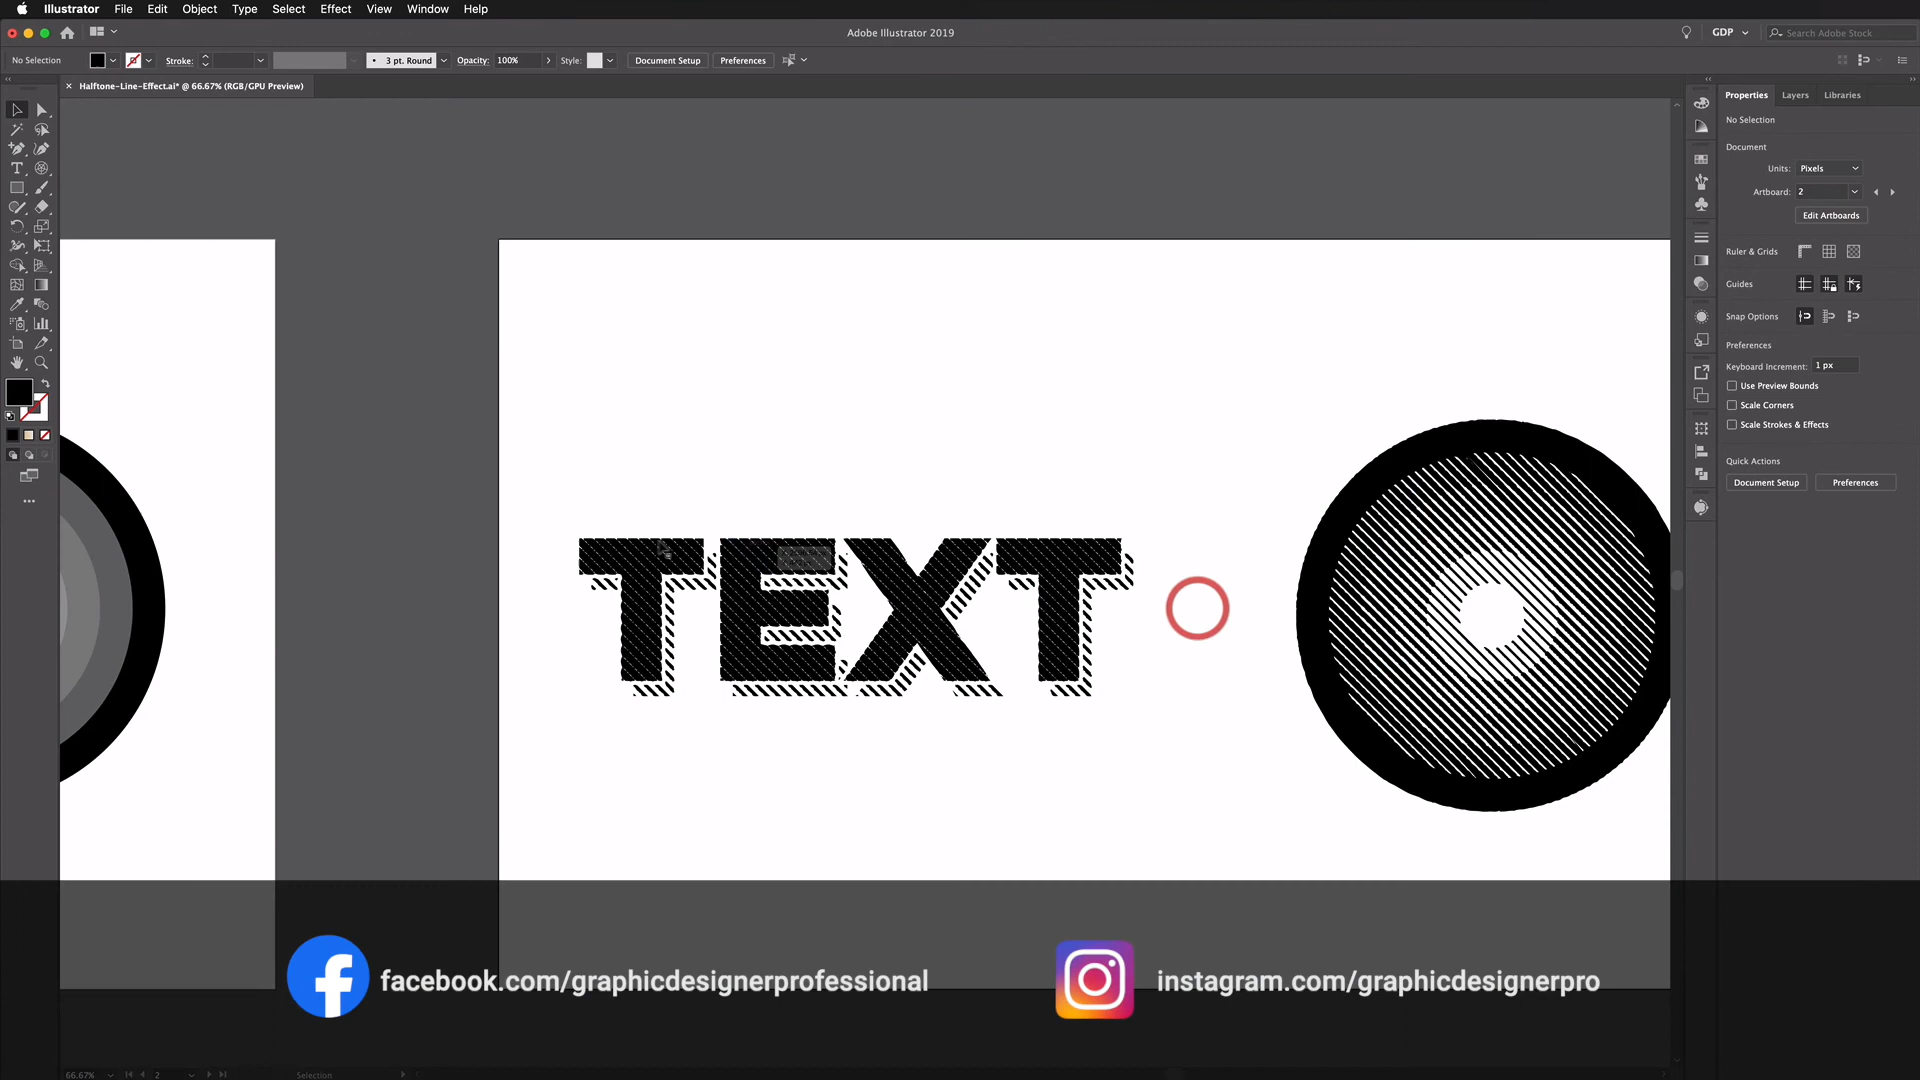 Illustrator File Edit Object Type Select Effect View Window Help
Adobe Illustrator 2019
GDP
Search Adobe Stock
No Selection
Stroke:
3 pt. Round
Opacity: 100%
Style:
Document Setup
Preferences
Halftone-Line-Effect.ai* @ 66.67% (RGB/GPU Preview)
Properties Layers Libraries
No Selection
Document
Units: Pixels
Artboard: 2
Edit Artboards
Ruler & Grids
Guides
Snap Options
Preferences
Keyboard Increment: 1 px
Use Preview Bounds
Scale Corners
Scale Strokes & Effects
Quick Actions
Document Setup
Preferences
TEXT
facebook.com/graphicdesignerprofessional
instagram.com/graphicdesignerpro
66.67%
2
Selection